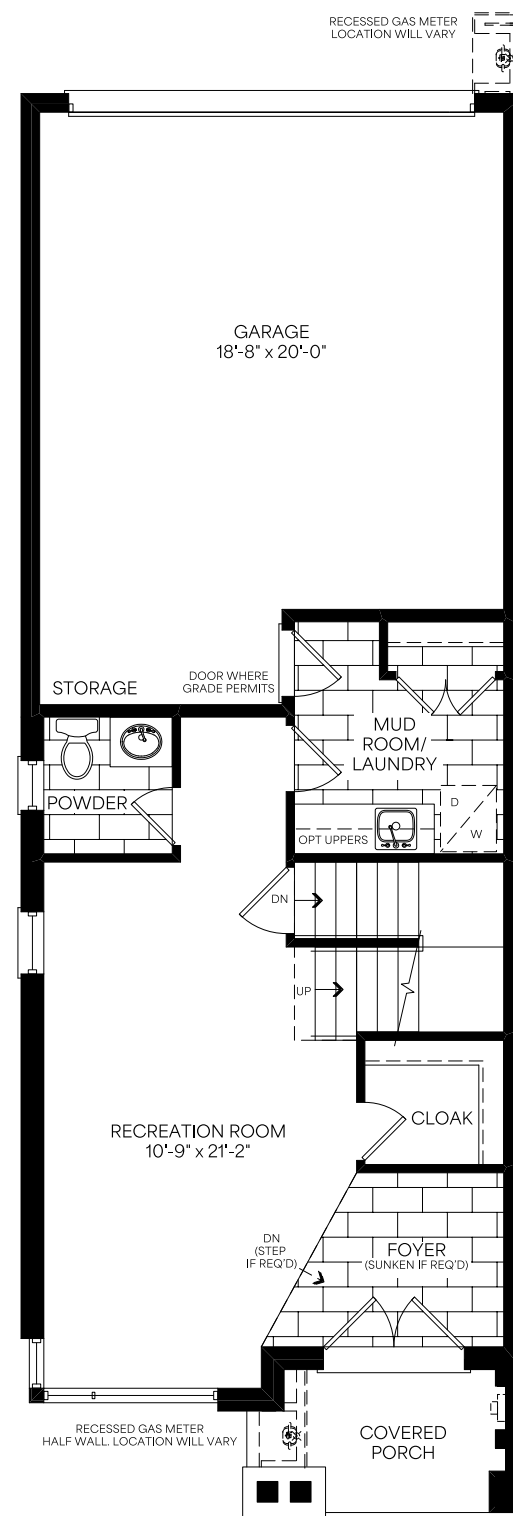 RECESSED GAS METER
LOCATION WILL VARY
GARAGE
18'-8" x 20'-0"
STORAGE
DOOR WHERE
GRADE PERMITS
MUD
ROOM/
LAUNDRY
POWDER
D
W
OPT UPPERS
DN
UP
CLOAK
RECREATION ROOM
10'-9" x 21'-2"
DN
(STEP
IF REQ'D)
FOYER
(SUNKEN IF REQ'D)
RECESSED GAS METER
HALF WALL. LOCATION WILL VARY
COVERED
PORCH